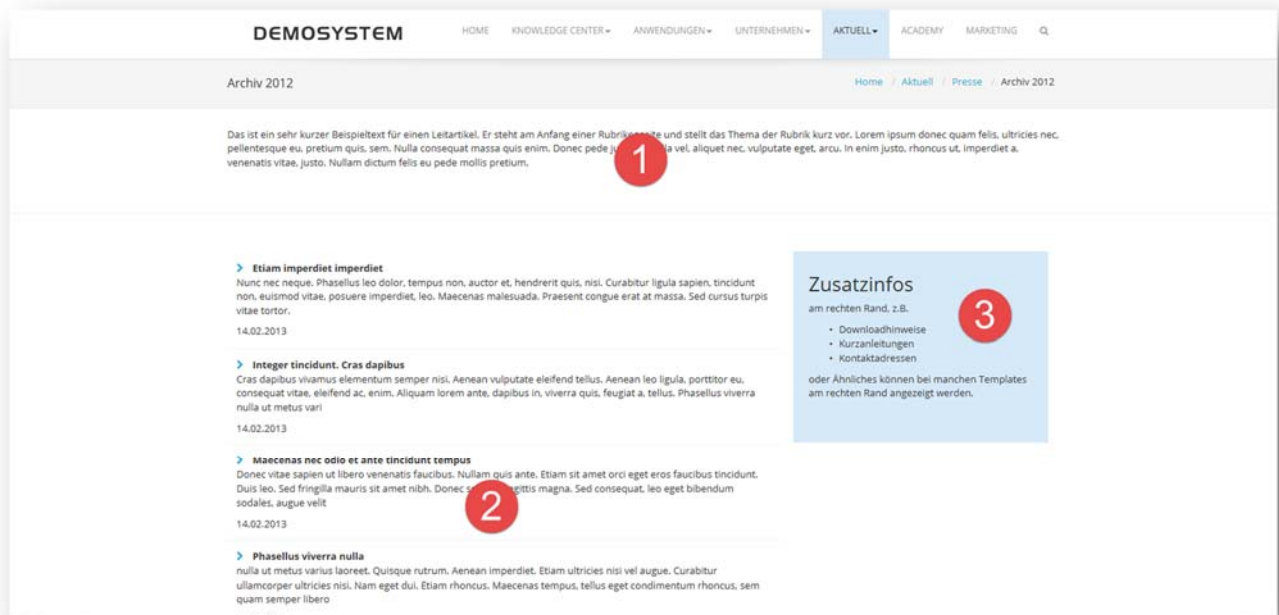 DEMOSYSTEM
HOME
KNOWLEDGE CENTER
ANWENDUNGEN
UNTERNEHMEN
AKTUELL
ACADEMY
MARKETING
Archiv 2012
Home / Aktuell / Presse / Archiv 2012
Das ist ein sehr kurzer Beispieltext für einen Leitartikel. Er steht am Anfang einer und stellt das Thema der Rubrik kurz vor. Lorem ipsum donec quam felis, ultricies nec,
pellentesque eu, pretium quis, sem. Nulla consequat massa quis enim. Donec pede vel, aliquet nec, vulputate eget, arcu. In enim justo, rhoncus ut, imperdiet a,
venenatis vitae, justo. Nullam dictum felis eu pede mollis pretium.
1
Etiam imperdiet imperdiet
Nunc nec neque. Phasellus leo dolor, tempus non, auctor et, hendrerit quis, nisi. Curabitur ligula sapien, tincidunt
non, euismod vitae, posuere imperdiet, leo. Maecenas malesuada. Praesent congue erat at massa. Sed cursus turpis
vitae tortor.
14.02.2013
Integer tincidunt. Cras dapibus
Cras dapibus vivamus elementum semper nisi. Aenean vulputate eleifend tellus. Aenean leo ligula, porttitor eu,
consequat vitae, eleifend ac, enim. Aliquam lorem ante, dapibus in, viverra quis, feugiat a, tellus. Phasellus viverra
nulla ut metus vari
14.02.2013
Maecenas nec odio et ante tincidunt tempus
Donec vitae sapien ut libero venenatis faucibus. Nullam quis ante. Etiam sit amet orci eget eros faucibus tincidunt.
Duis leo. Sed fringilla mauris sit amet nibh. Donec magna. Sed consequat, leo eget bibendum
sodales, augue velit
2
14.02.2013
Phasellus viverra nulla
nulla ut metus varius laoreet. Quisque rutrum. Aenean imperdiet. Etiam ultricies nisi vel augue. Curabitur
ullamcorper ultricies nisi. Nam eget dui. Etiam rhoncus. Maecenas tempus, tellus eget condimentum rhoncus, sem
quam semper libero
Zusatzinfos
am rechten Rand, z.B.
3
• Downloadhinweise
• Kurzanleitungen
• Kontaktadressen
oder Ähnliches können bei manchen Templates
am rechten Rand angezeigt werden.